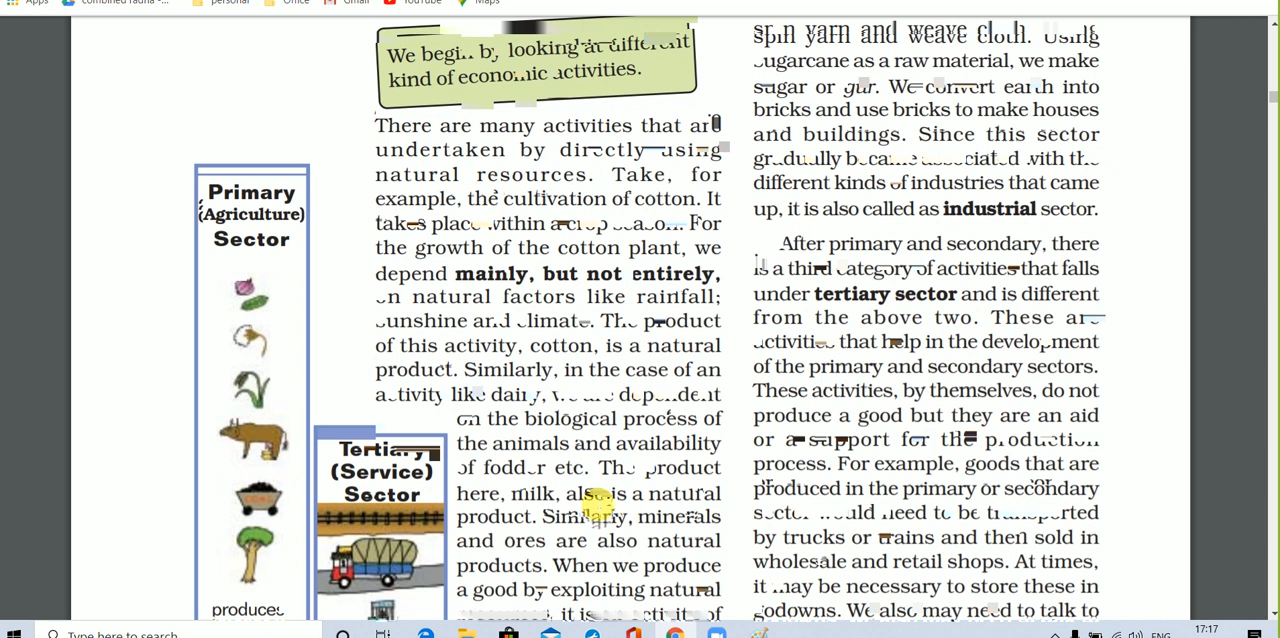 Apps
personal
Office
Gmail
YouTube
Maps
We begin by looking at different
kind of economic activities.
There are many activities that are
undertaken by directly using
natural resources. Take, for
example, the cultivation of cotton. It
takes place within a crop season. For
the growth of the cotton plant, we
depend mainly, but not entirely,
on natural factors like rainfall;
sunshine and climate. The product
of this activity, cotton, is a natural
product. Similarly, in the case of an
activity like dairy, we are dependent
on the biological process of
the animals and availability
of fodder etc. The product
here, milk, also is a natural
product. Similarly, minerals
and ores are also natural
products. When we produce
a good by exploiting natural
it is activity of
Primary
(Agriculture)
Sector
produces
Tertiary
(Service)
Sector
spin yarn and weave cloth. Using
sugarcane as a raw material, we make
sugar or gur. We convert earth into
bricks and use bricks to make houses
and buildings. Since this sector
gradually became associated with the
different kinds of industries that came
up, it is also called as industrial sector.
After primary and secondary, there
is a third category of activities that falls
under tertiary sector and is different
from the above two. These are
activities that help in the development
of the primary and secondary sectors.
These activities, by themselves, do not
produce a good but they are an aid
or a support for the production
process. For example, goods that are
produced in the primary or secondary
sector would need to be transported
by trucks or trains and then sold in
wholesale and retail shops. At times,
it may be necessary to store these in
godowns. We also may need to talk to
Type here to search
ENG
17:17